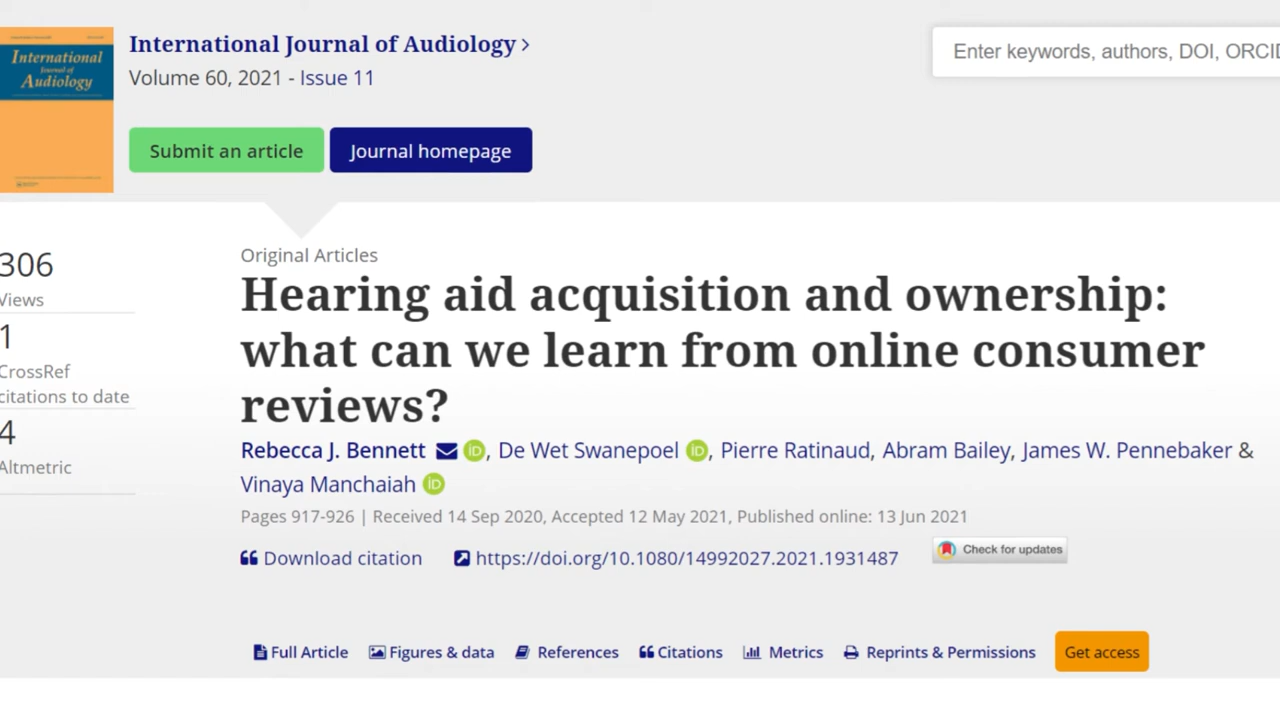 International
Journal of
Audiology
International Journal of Audiology >
Volume 60, 2021 - Issue 11
Enter keywords, authors, DOI, ORCID
Submit an article
Journal homepage
306
Views
1
CrossRef
citations to date
4
Altmetric
Original Articles
Hearing aid acquisition and ownership:
what can we learn from online consumer
reviews?
Rebecca J. Bennett iD, De Wet Swanepoel iD, Pierre Ratinaud, Abram Bailey, James W. Pennebaker &
Vinaya Manchaiah iD
Pages 917-926 | Received 14 Sep 2020, Accepted 12 May 2021, Published online: 13 Jun 2021
Download citation https://doi.org/10.1080/14992027.2021.1931487 Check for updates
Full Article Figures & data References Citations Metrics Reprints & Permissions Get access